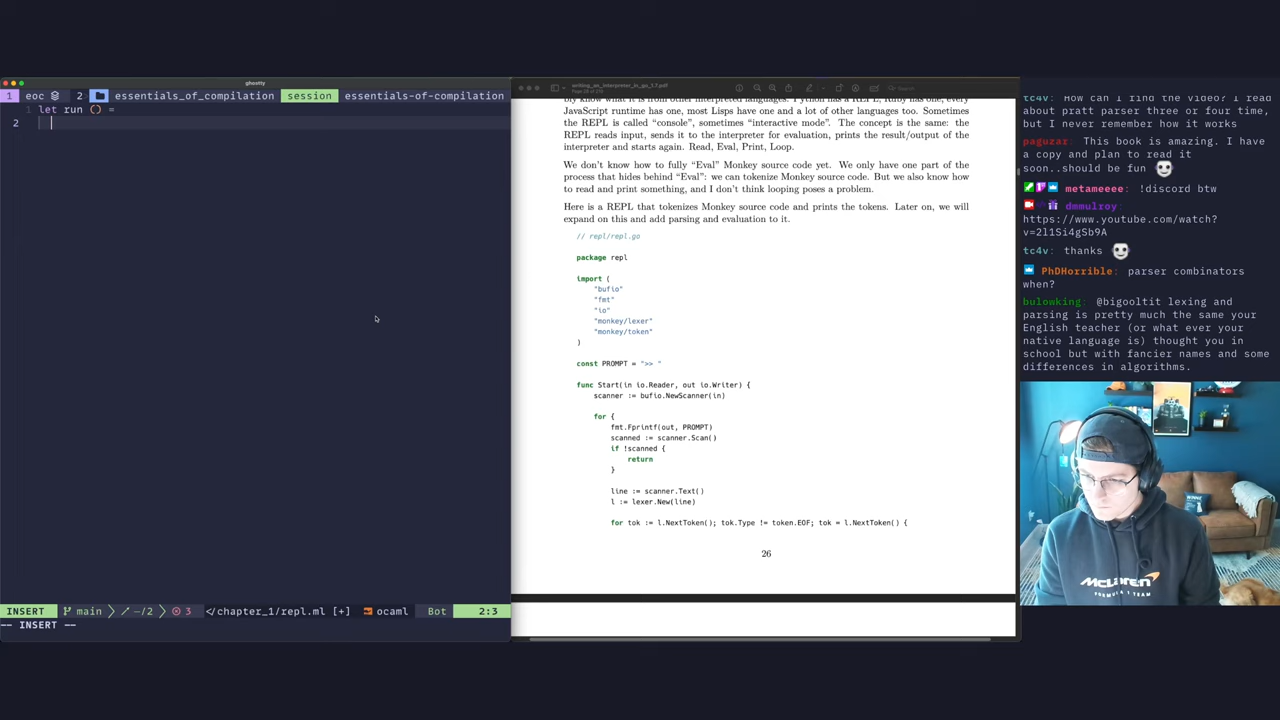 ghostty
1 eoc 2 essentials_of_compilation session essentials-of-compilation
1 let run () =
2
INSERT main –/2 3 </chapter_1/repl.ml [+] ocaml Bot 2:3
-- INSERT --
writing_an_interpreter_in_go_1.7.pdf
JavaScript runtime has one, most Lisps have one and a lot of other languages too. Sometimes
the REPL is called “console”, sometimes “interactive mode”. The concept is the same: the
REPL reads input, sends it to the interpreter for evaluation, prints the result/output of the
interpreter and starts again. Read, Eval, Print, Loop.
We don’t know how to fully “Eval” Monkey source code yet. We only have one part of the
process that hides behind “Eval”: we can tokenize Monkey source code. But we also know how
to read and print something, and I don’t think looping poses a problem.
Here is a REPL that tokenizes Monkey source code and prints the tokens. Later on, we will
expand on this and add parsing and evaluation to it.
// repl/repl.go
package repl
import (
"bufio"
"fmt"
"io"
"monkey/lexer"
"monkey/token"
)
const PROMPT = ">> "
func Start(in io.Reader, out io.Writer) {
scanner := bufio.NewScanner(in)
for {
fmt.Fprintf(out, PROMPT)
scanned := scanner.Scan()
if !scanned {
return
}
line := scanner.Text()
l := lexer.New(line)
for tok := l.NextToken(); tok.Type != token.EOF; tok = l.NextToken() {
26
tc4v: How can I find the video? I read
about pratt parser three or four time,
but I never remember how it works
paguzar: This book is amazing. I have
a copy and plan to read it
soon..should be fun
metameeee: !discord btw
dmmulroy:
https://www.youtube.com/watch?
v=2l1Si4gSb9A
tc4v: thanks
PhDHorrible: parser combinators
when?
bulowking: @bigooltit lexing and
parsing is pretty much the same your
English teacher (or what ever your
native language is) thought you in
school but with fancier names and some
differences in algorithms.
McLAREN
FORMULA 1 TEAM